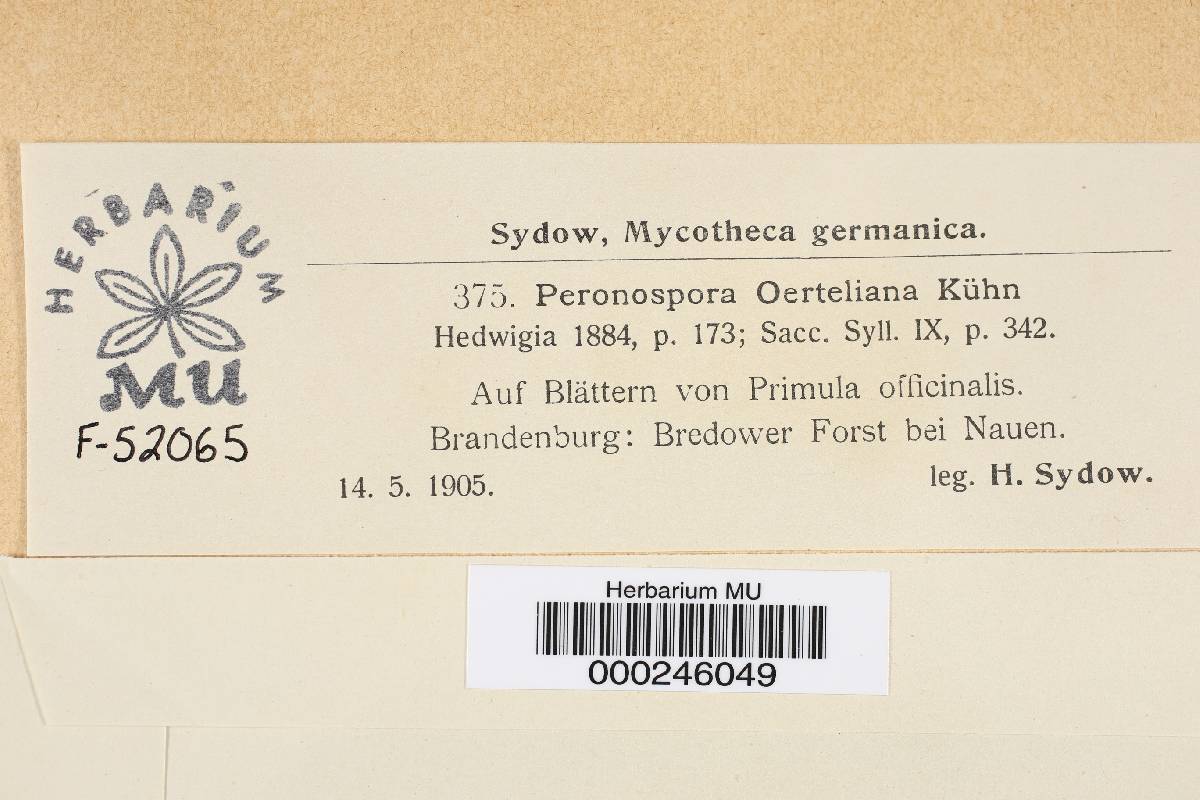 HERBARIUM
MU
F-52065
Sydow, Mycotheca germanica.
375. Peronospora Oerteliana Kühn
Hedwigia 1884, p. 173; Sacc. Syll. IX, p. 342.
Auf Blättern von Primula officinalis.
Brandenburg: Bredower Forst bei Nauen.
14. 5. 1905. leg. H. Sydow.
Herbarium MU
000246049